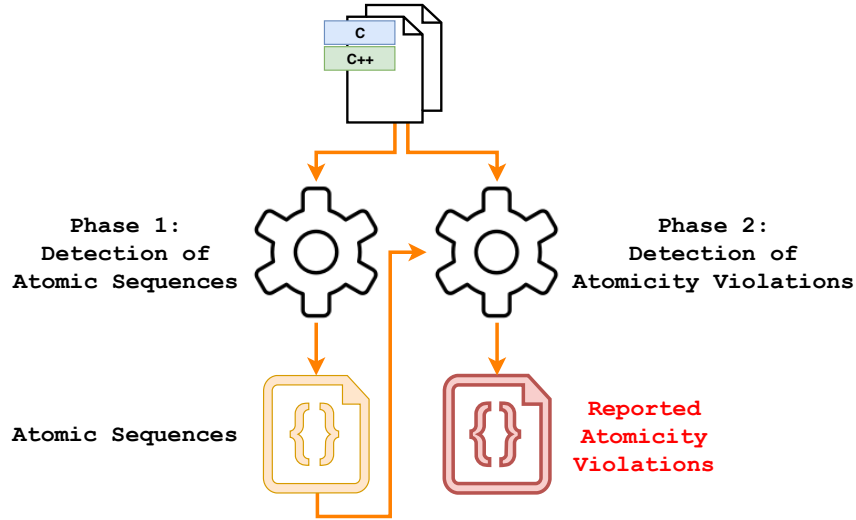 C
C++
Phase 1:
Detection of
Atomic Sequences
Phase 2:
Detection of
Atomicity Violations
Atomic Sequences
{}
{}
Reported
Atomicity
Violations